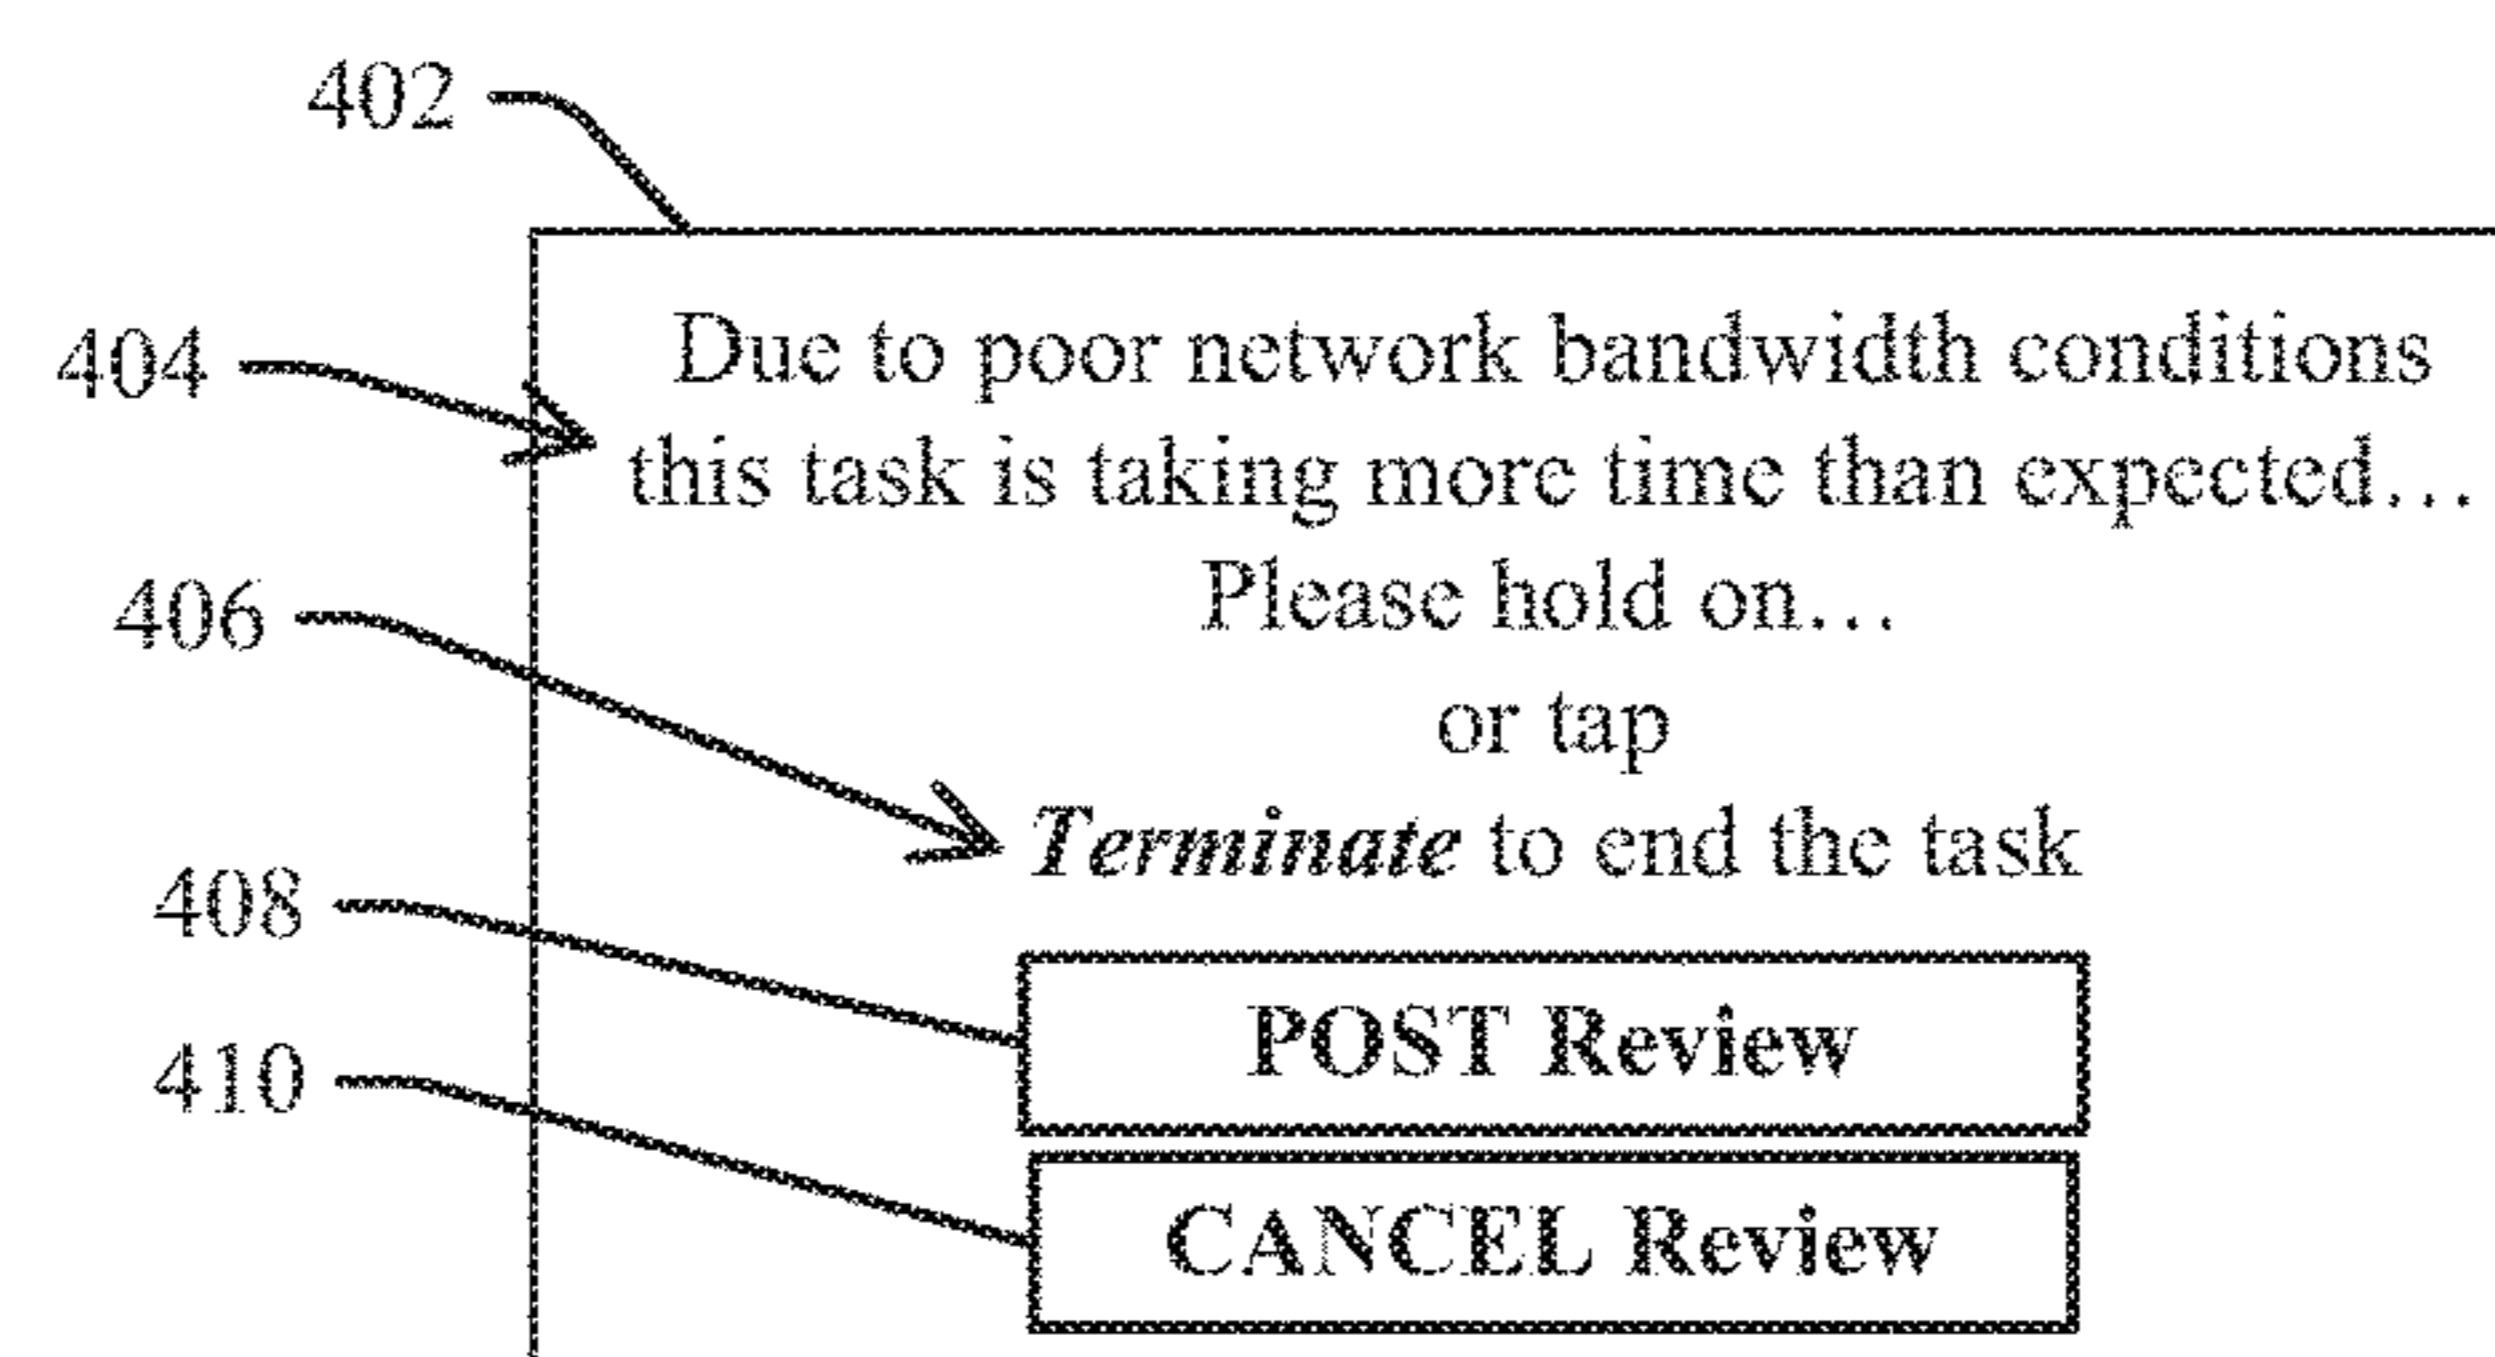 402
404
Due to poor network bandwidth conditions
this task is taking more time than expected...
406
Please hold on...
or tap
Terminate to end the task
408
POST Review
410
CANCEL Review